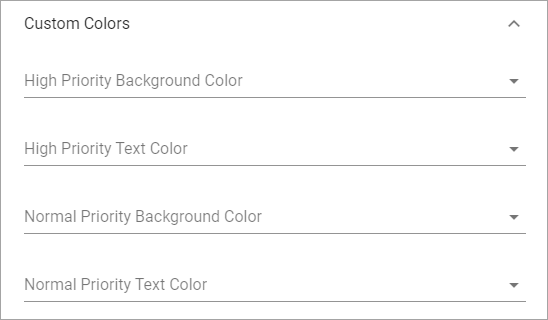 Custom Colors
High Priority Background Color
High Priority Text Color
Normal Priority Background Color
Normal Priority Text Color